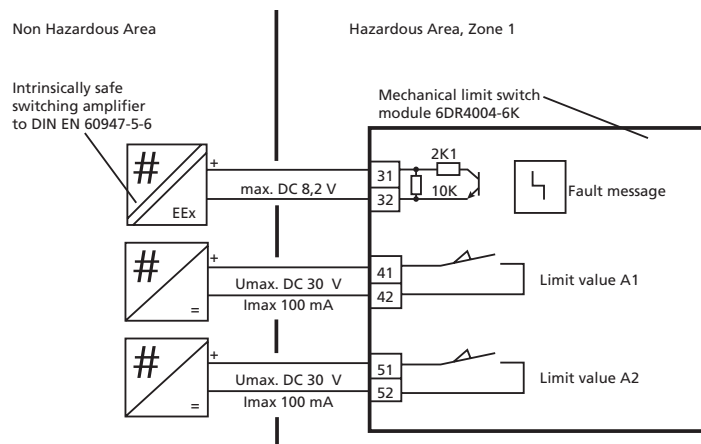 Non Hazardous Area
Hazardous Area, Zone 1
Intrinsically safe
switching amplifier
to DIN EN 60947-5-6
Mechanical limit switch
module 6DR4004-6K
#
+
EEx
max. DC 8,2 V
31
32
2K1
10K
Fault message
#
+
=
Umax. DC 30 V
Imax 100 mA
41
42
Limit value A1
#
+
=
Umax. DC 30 V
Imax 100 mA
51
52
Limit value A2